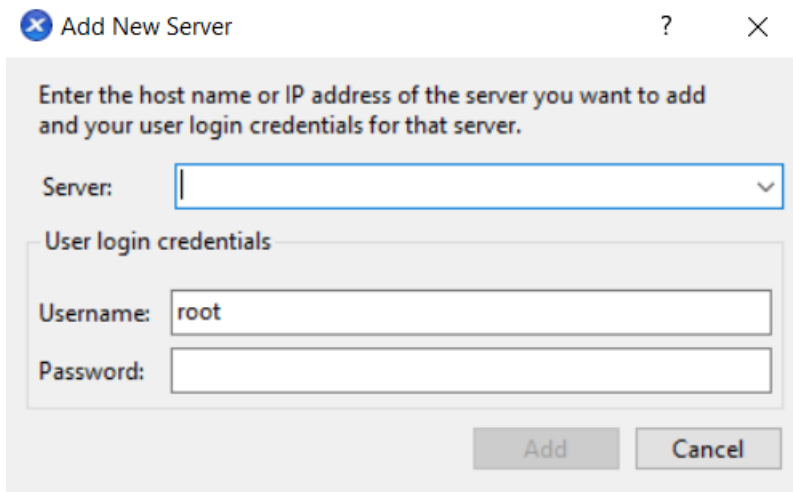 Add New Server
?
Enter the host name or IP address of the server you want to add
and your user login credentials for that server.
Server:
User login credentials
Username: root
Password:
Add Cancel